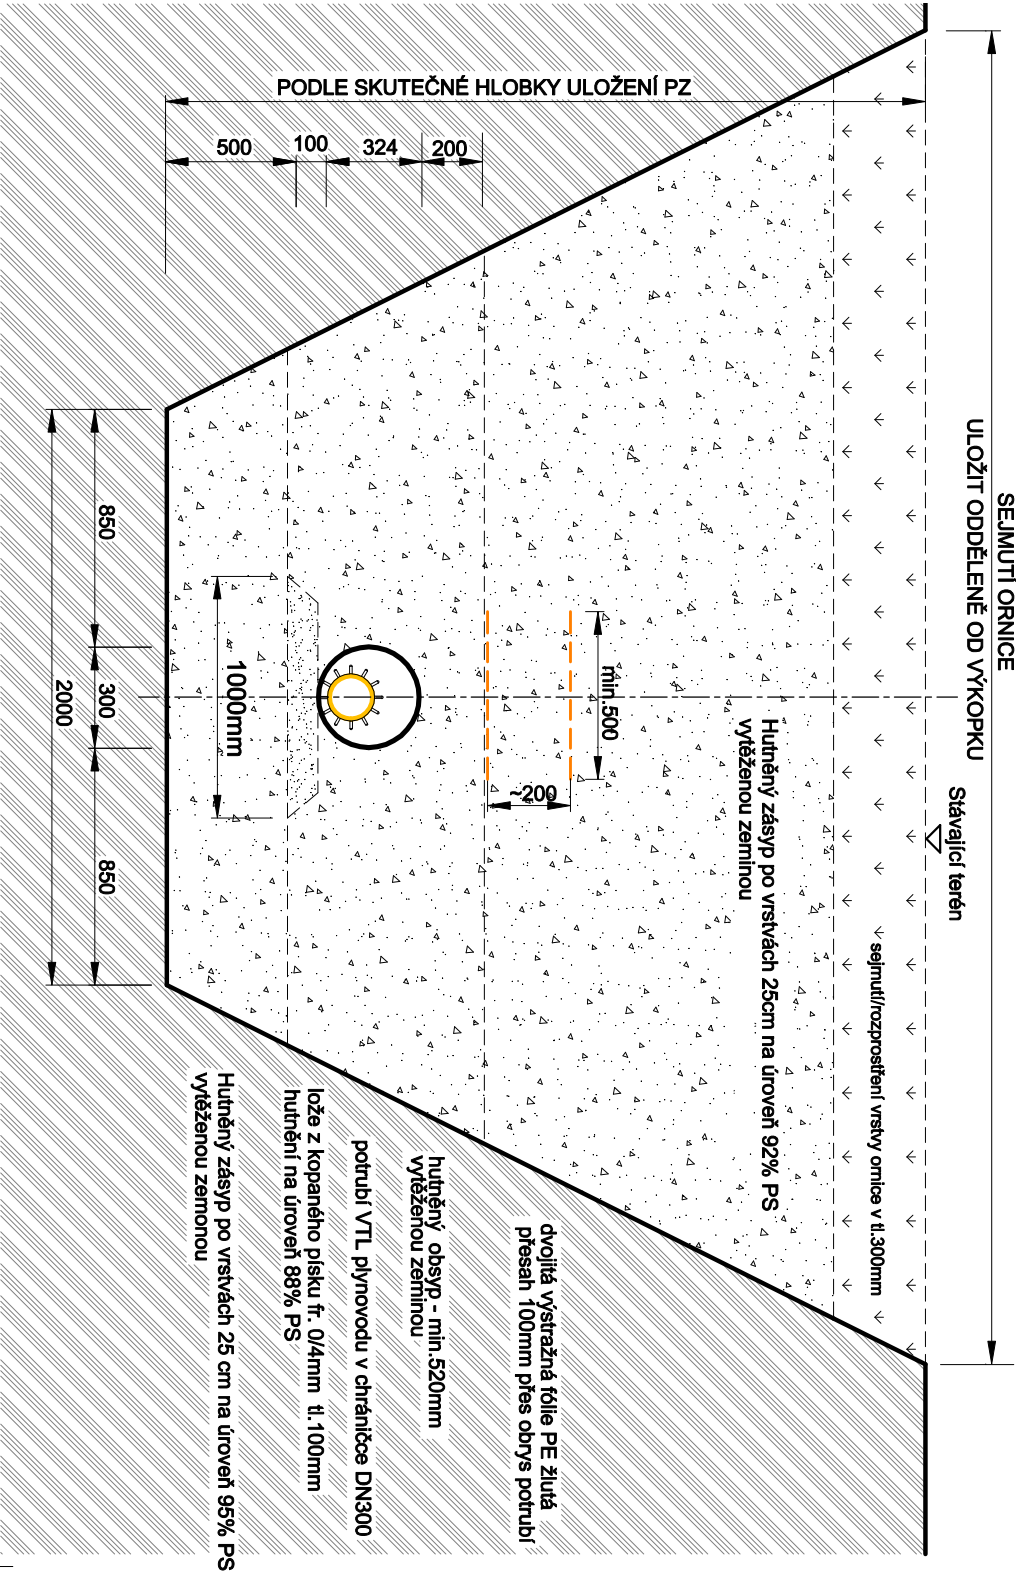 SEJMUTÍ ORNICE
ULOŽIT ODDĚLENĚ OD VÝKOPKU
Stávající terén
sejmutí/rozprostření vrstvy ornice v tl.300mm
PODLE SKUTEČNÉ HLOBKY ULOŽENÍ PZ
Hutněný zásyp po vrstvách 25cm na úroveň 92% PS
vytěženou zeminou
min.500
~200
200
324
100
500
dvojitá výstražná fólie PE žlutá
přesah 100mm přes obrys potrubí
hutněný obsyp - min.520mm
vytěženou zeminou
potrubí VTL plynovodu v chráničce DN300
lože z kopaného písku fr. 0/4mm tl.100mm
hutnění na úroveň 88% PS
Hutněný zásyp po vrstvách 25 cm na úroveň 95% PS
vytěženou zemonou
1000mm
850
300
850
2000